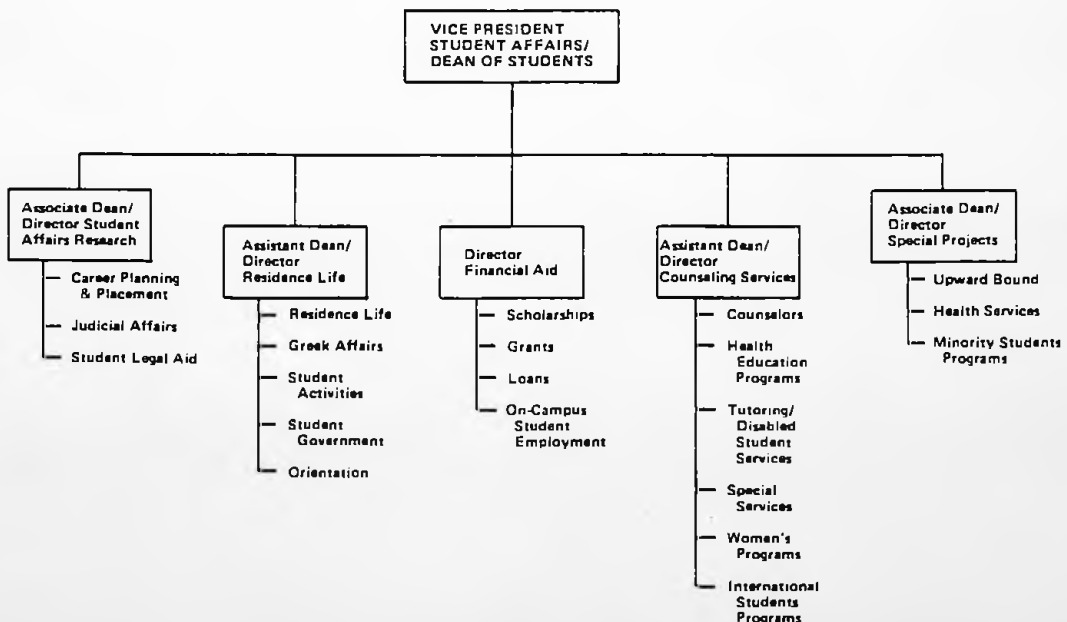 VICE PRESIDENT
STUDENT AFFAIRS/
DEAN OF STUDENTS
Associate Dean/
Director Student
Affairs Research
Career Planning
& Placement
Judicial Affairs
Student Legal Aid
Assistant Dean/
Director
Residence Life
Residence Life
Greek Affairs
Student
Activities
Student
Government
Orientation
Director
Financial Aid
Scholarships
Grants
Loans
On-Campus
Student
Employment
Assistant Dean/
Director
Counseling Services
Counselors
Health
Education
Programs
Tutoring/
Disabled
Student
Services
Special
Services
Women's
Programs
International
Students
Programs
Associate Dean/
Director
Special Projects
Upward Bound
Health Services
Minority Students
Programs